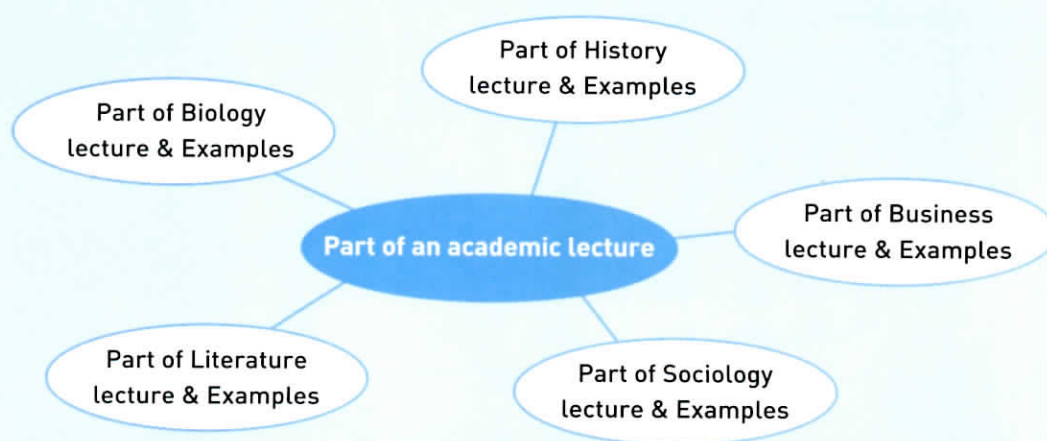 Part of History
lecture & Examples
Part of Biology
lecture & Examples
Part of Business
lecture & Examples
Part of an academic lecture
Part of Literature
lecture & Examples
Part of Sociology
lecture & Examples